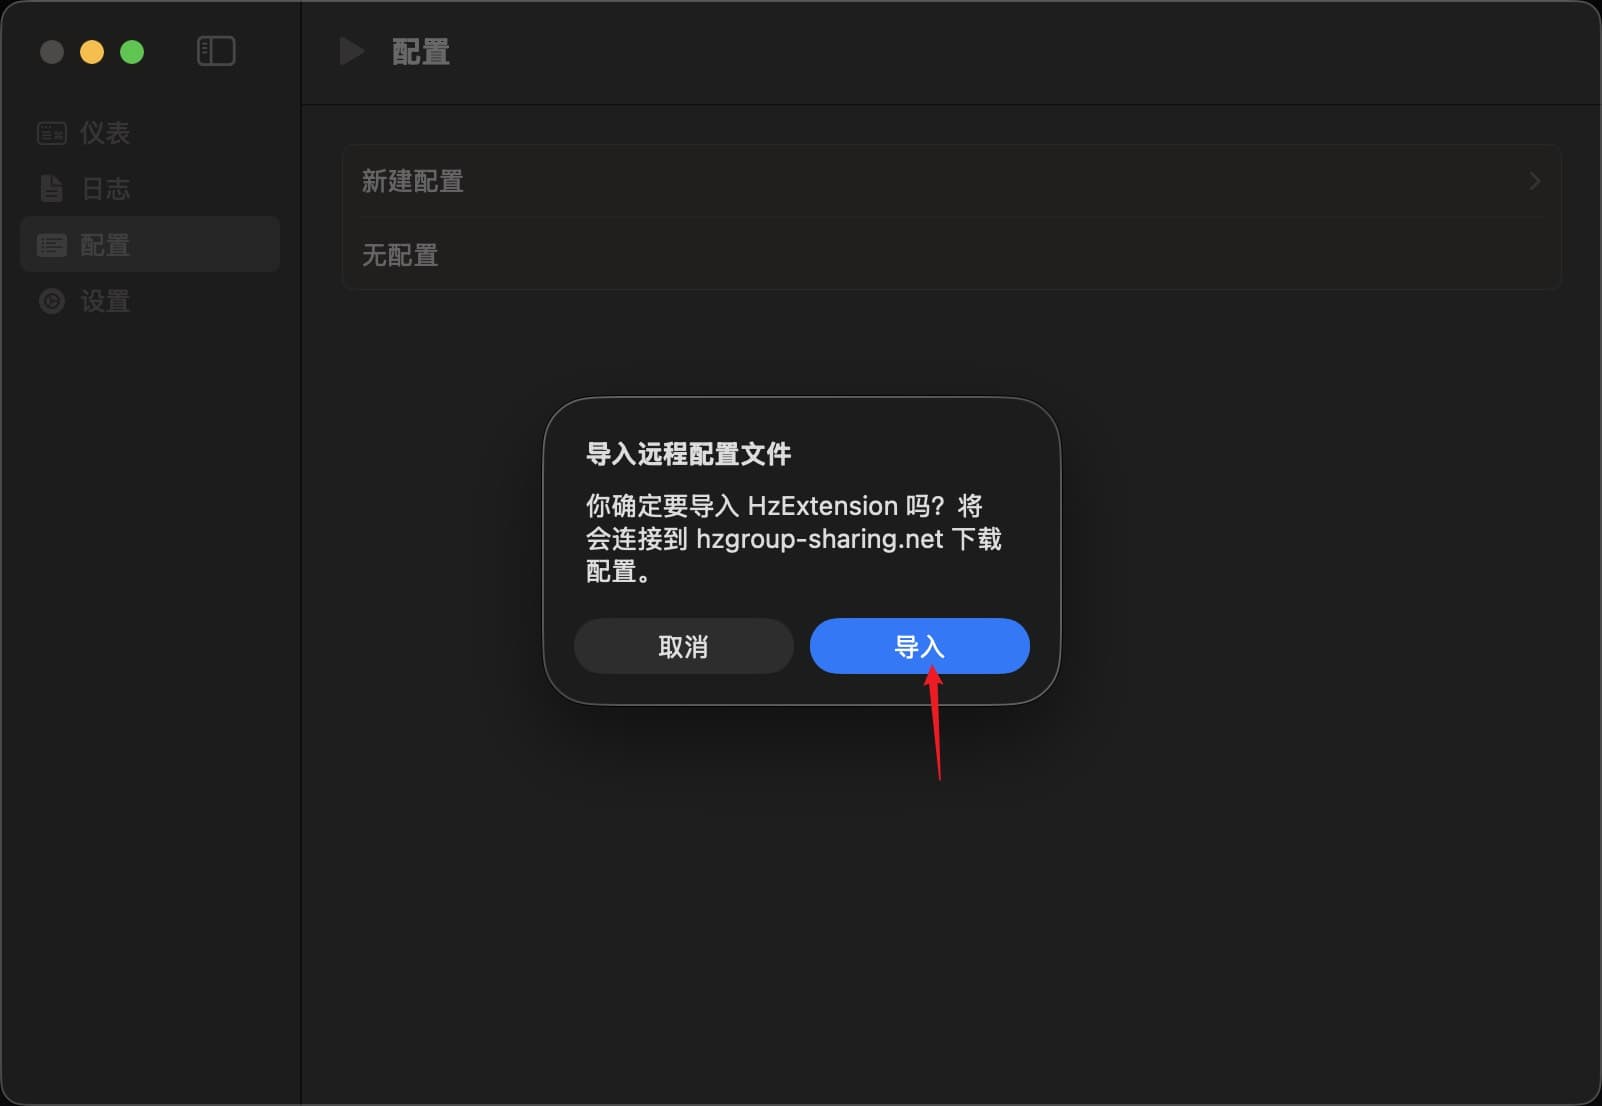 配置
仪表
日志
配置
设置
新建配置
无配置
导入远程配置文件
你确定要导入 HzExtension 吗？将
会连接到 hzgroup-sharing.net 下载
配置。
取消
导入